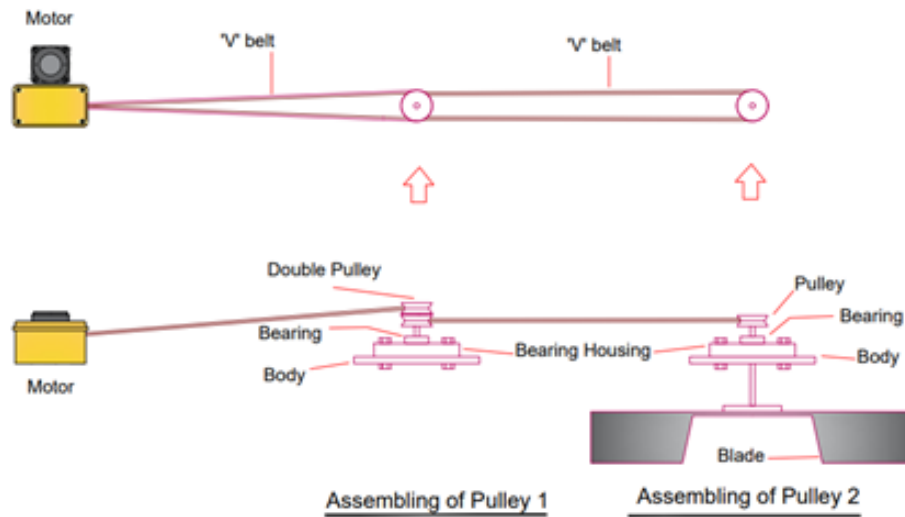 Motor
"V" belt
"V" belt
Double Pulley
Pulley
Bearing
Bearing
Bearing Housing
Body
Body
Motor
Blade
Assembling of Pulley 1
Assembling of Pulley 2